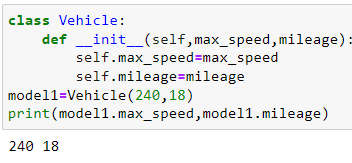 class Vehicle:
    def __init__(self,max_speed,mileage):
        self.max_speed=max_speed
        self.mileage=mileage
model1=Vehicle(240,18)
print(model1.max_speed,model1.mileage)
240 18